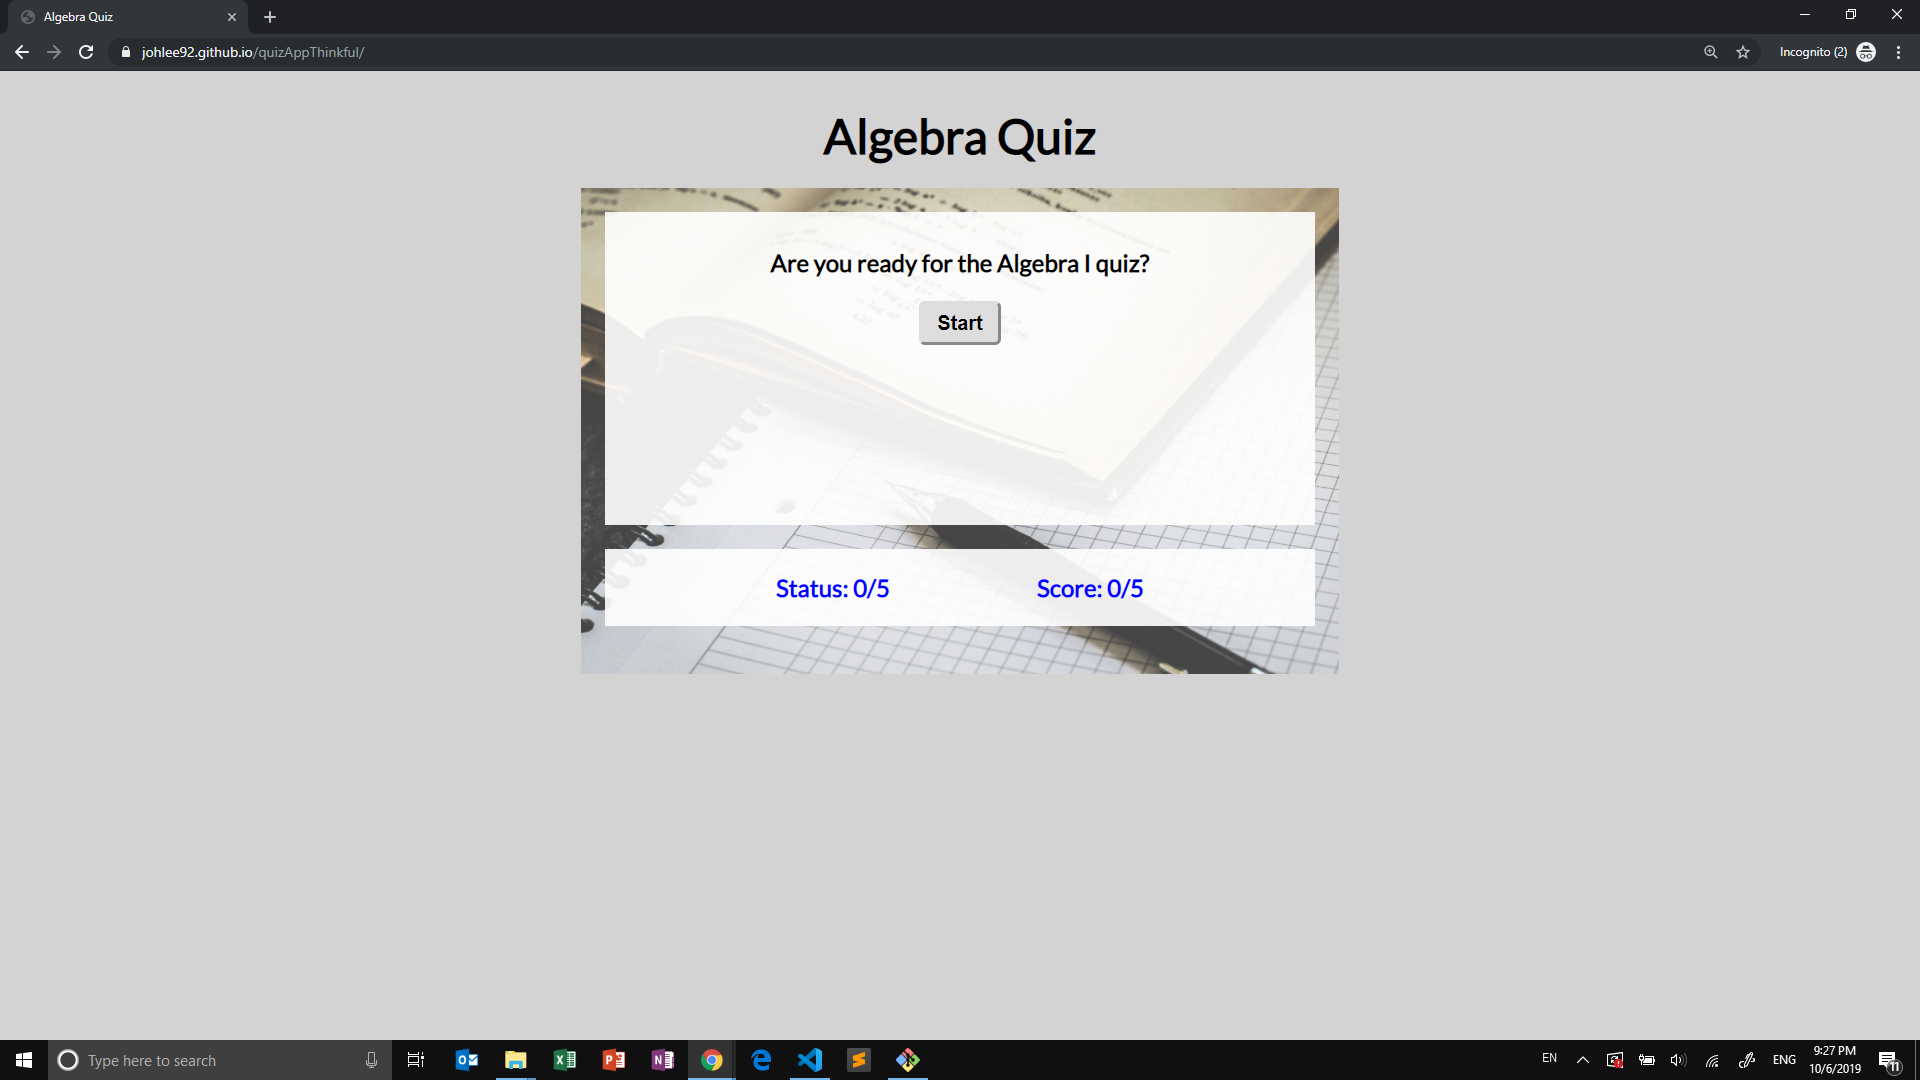 Algebra Quiz
johlee92.github.io/quizAppThinkful/
Incognito (2)
Algebra Quiz
Are you ready for the Algebra I quiz?
Start
Status: 0/5
Score: 0/5
Type here to search
EN
ENG
9:27 PM
10/6/2019
11